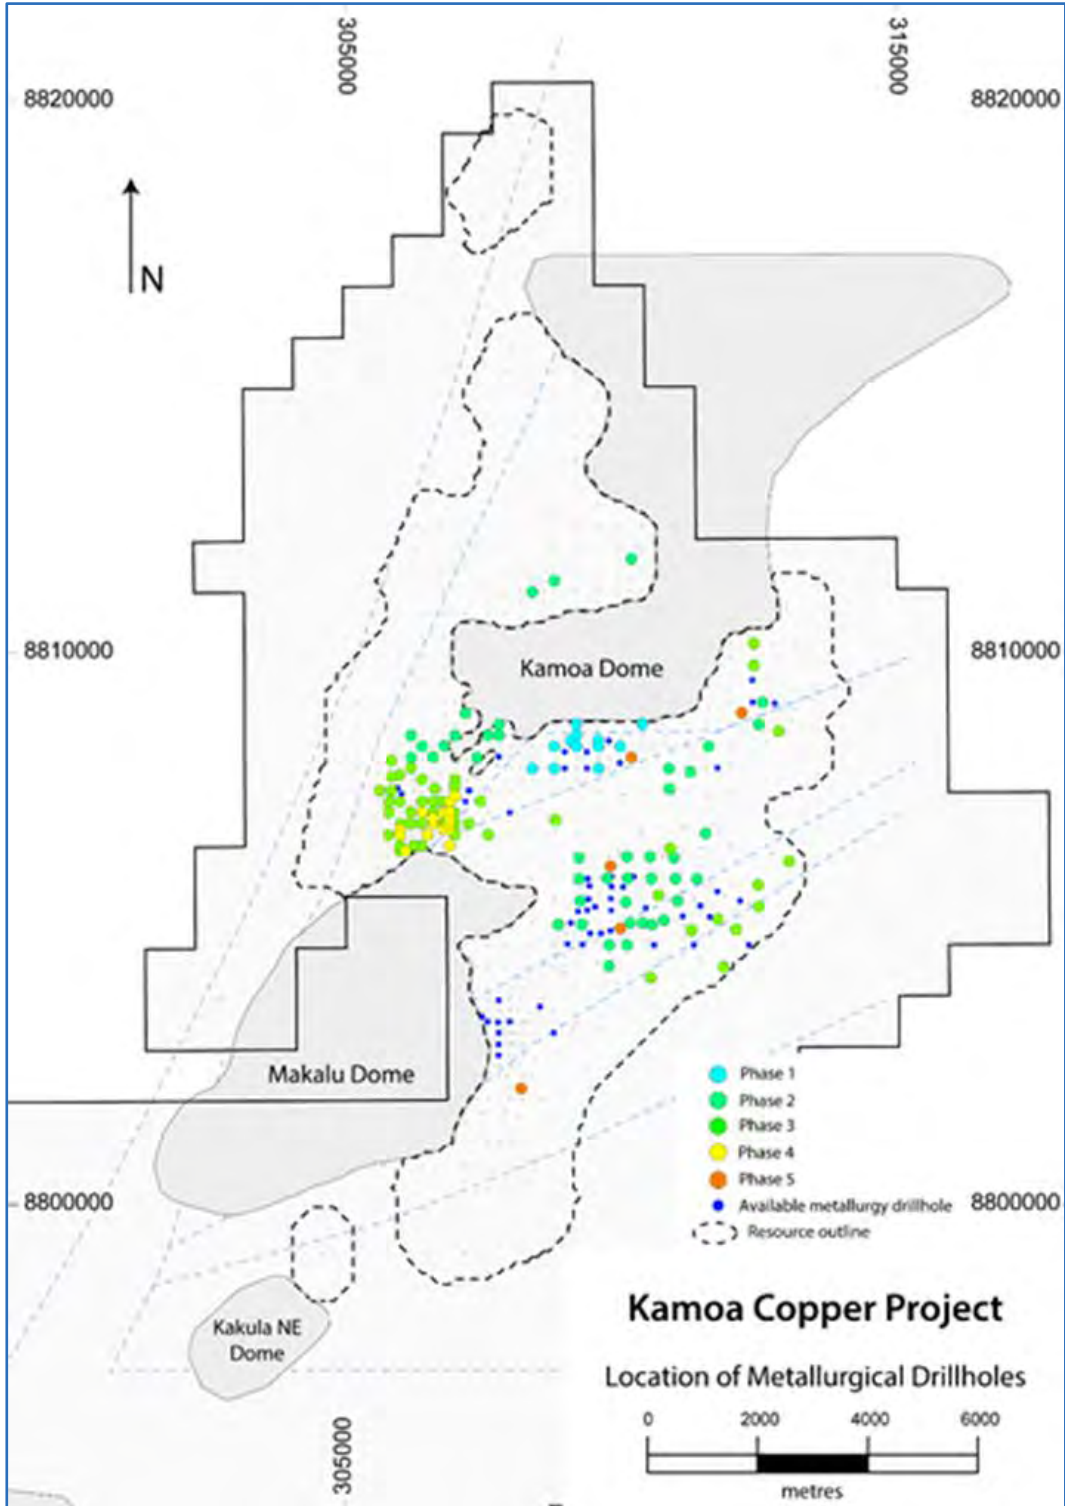 305000
315000
8820000
8820000
N
8810000
Kamoa Dome
8810000
Makalu Dome
Phase 1
Phase 2
Phase 3
Phase 4
Phase 5
8800000
Available metallurgy drillhole
8800000
Resource outline
Kamoa Copper Project
Kakula NE
Dome
Location of Metallurgical Drillholes
305000
0 2000 4000 6000
metres